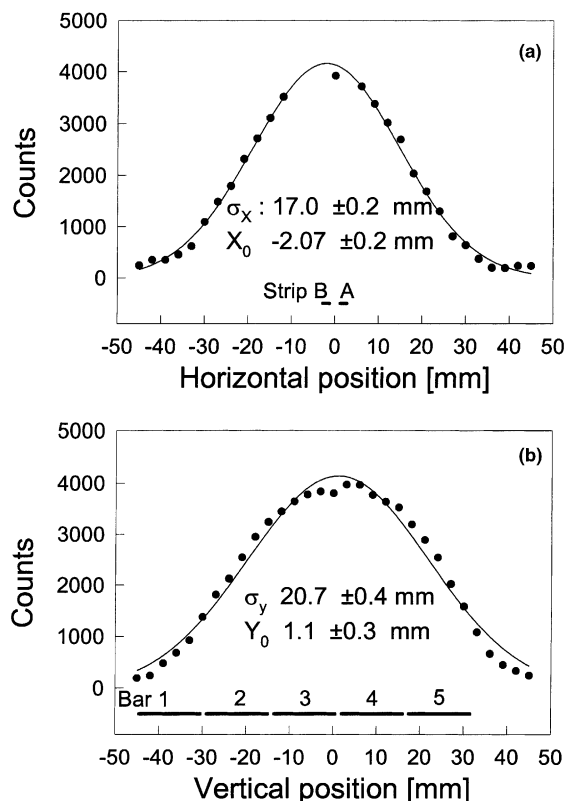 (a)
5000
4000
3000
2000
1000
0
Counts
σx : 17.0 ±0.2 mm
X0 -2.07 ±0.2 mm
Strip B A
-50 -40 -30 -20 -10 0 10 20 30 40 50
Horizontal position [mm]
(b)
5000
4000
3000
2000
1000
0
Counts
σy 20.7 ±0.4 mm
Y0 1.1 ±0.3 mm
Bar 1 2 3 4 5
-50 -40 -30 -20 -10 0 10 20 30 40 50
Vertical position [mm]